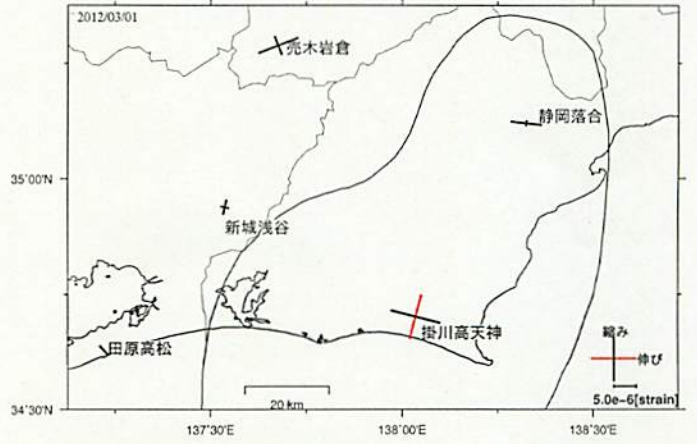 2012/03/01
売木岩倉
静岡落合
35°00'N
新城浅谷
掛川高天神
縮み
伸び
田原高松
5.0e-6[strain]
20 km
34°30'N
137°30'E
138°00'E
138°30'E